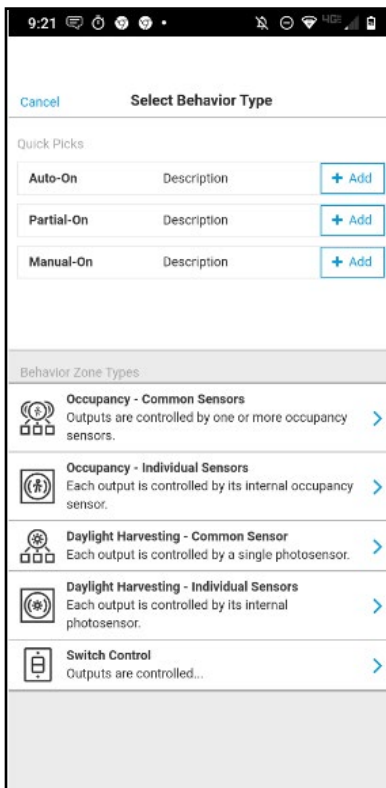 9:21
4GE
Cancel Select Behavior Type
Quick Picks
Auto-On Description + Add
Partial-On Description + Add
Manual-On Description + Add
Behavior Zone Types
Occupancy - Common Sensors
Outputs are controlled by one or more occupancy
sensors.
Occupancy - Individual Sensors
Each output is controlled by its internal occupancy
sensor.
Daylight Harvesting - Common Sensor
Each output is controlled by a single photosensor.
Daylight Harvesting - Individual Sensors
Each output is controlled by its internal
photosensor.
Switch Control
Outputs are controlled...